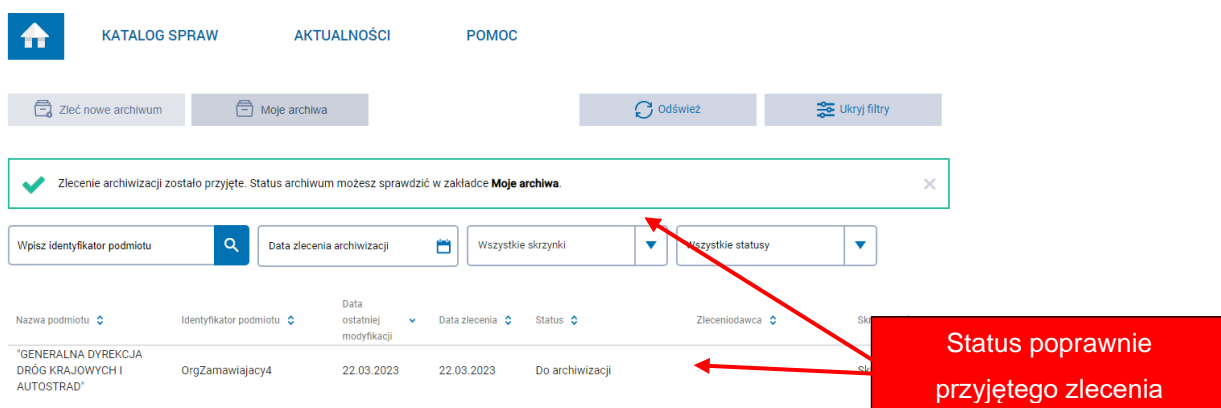 KATALOG SPRAW AKTUALNOŚCI POMOC
Zleć nowe archiwum Moje archiwa Odśwież Ukryj filtry
Zlecenie archiwizacji zostało przyjęte. Status archiwum możesz sprawdzić w zakładce Moje archiwa.
Wpisz identyfikator podmiotu Data zlecenia archiwizacji Wszystkie skrzynki Wszystkie statusy
Nazwa podmiotu Identyfikator podmiotu Data ostatniej modyfikacji Data zlecenia Status Zleceniodawca
"GENERALNA DYREKCJA
DRÓG KRAJOWYCH I OrgZamawiajacy4 22.03.2023 22.03.2023 Do archiwizacji
AUTOSTRAD"
Status poprawnie
przyjętego zlecenia